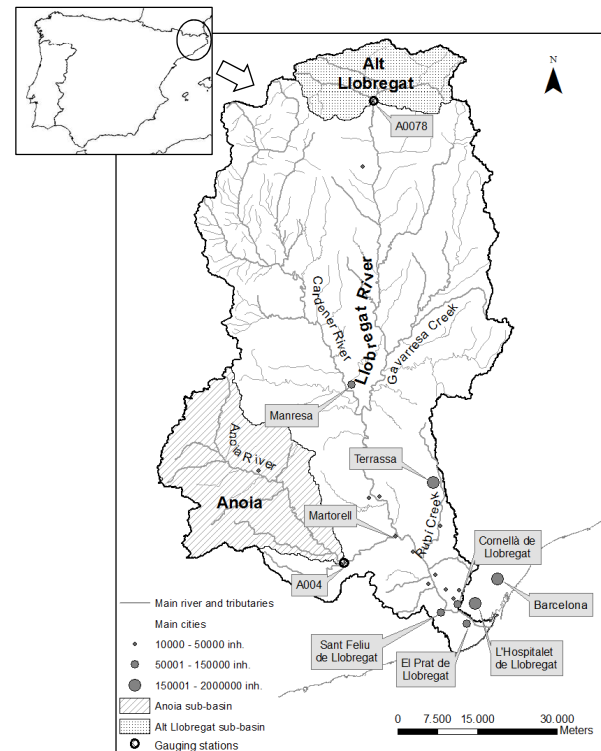 Alt
Llobregat
N
A0078
Cardener River
Llobregat River
Gavarresa Creek
Manresa
Anoia River
Terrassa
Anoia
Martorell
Rubí Creek
Cornellà de
Llobregat
A004
Barcelona
Sant Feliu
de Llobregat
El Prat de
Llobregat
L'Hospitalet
de Llobregat
Main river and tributaries
Main cities
10000 - 50000 inh.
50001 - 150000 inh.
150001 - 2000000 inh.
Anoia sub-basin
Alt Llobregat sub-basin
Gauging stations
0 7.500 15.000 30.000
Meters